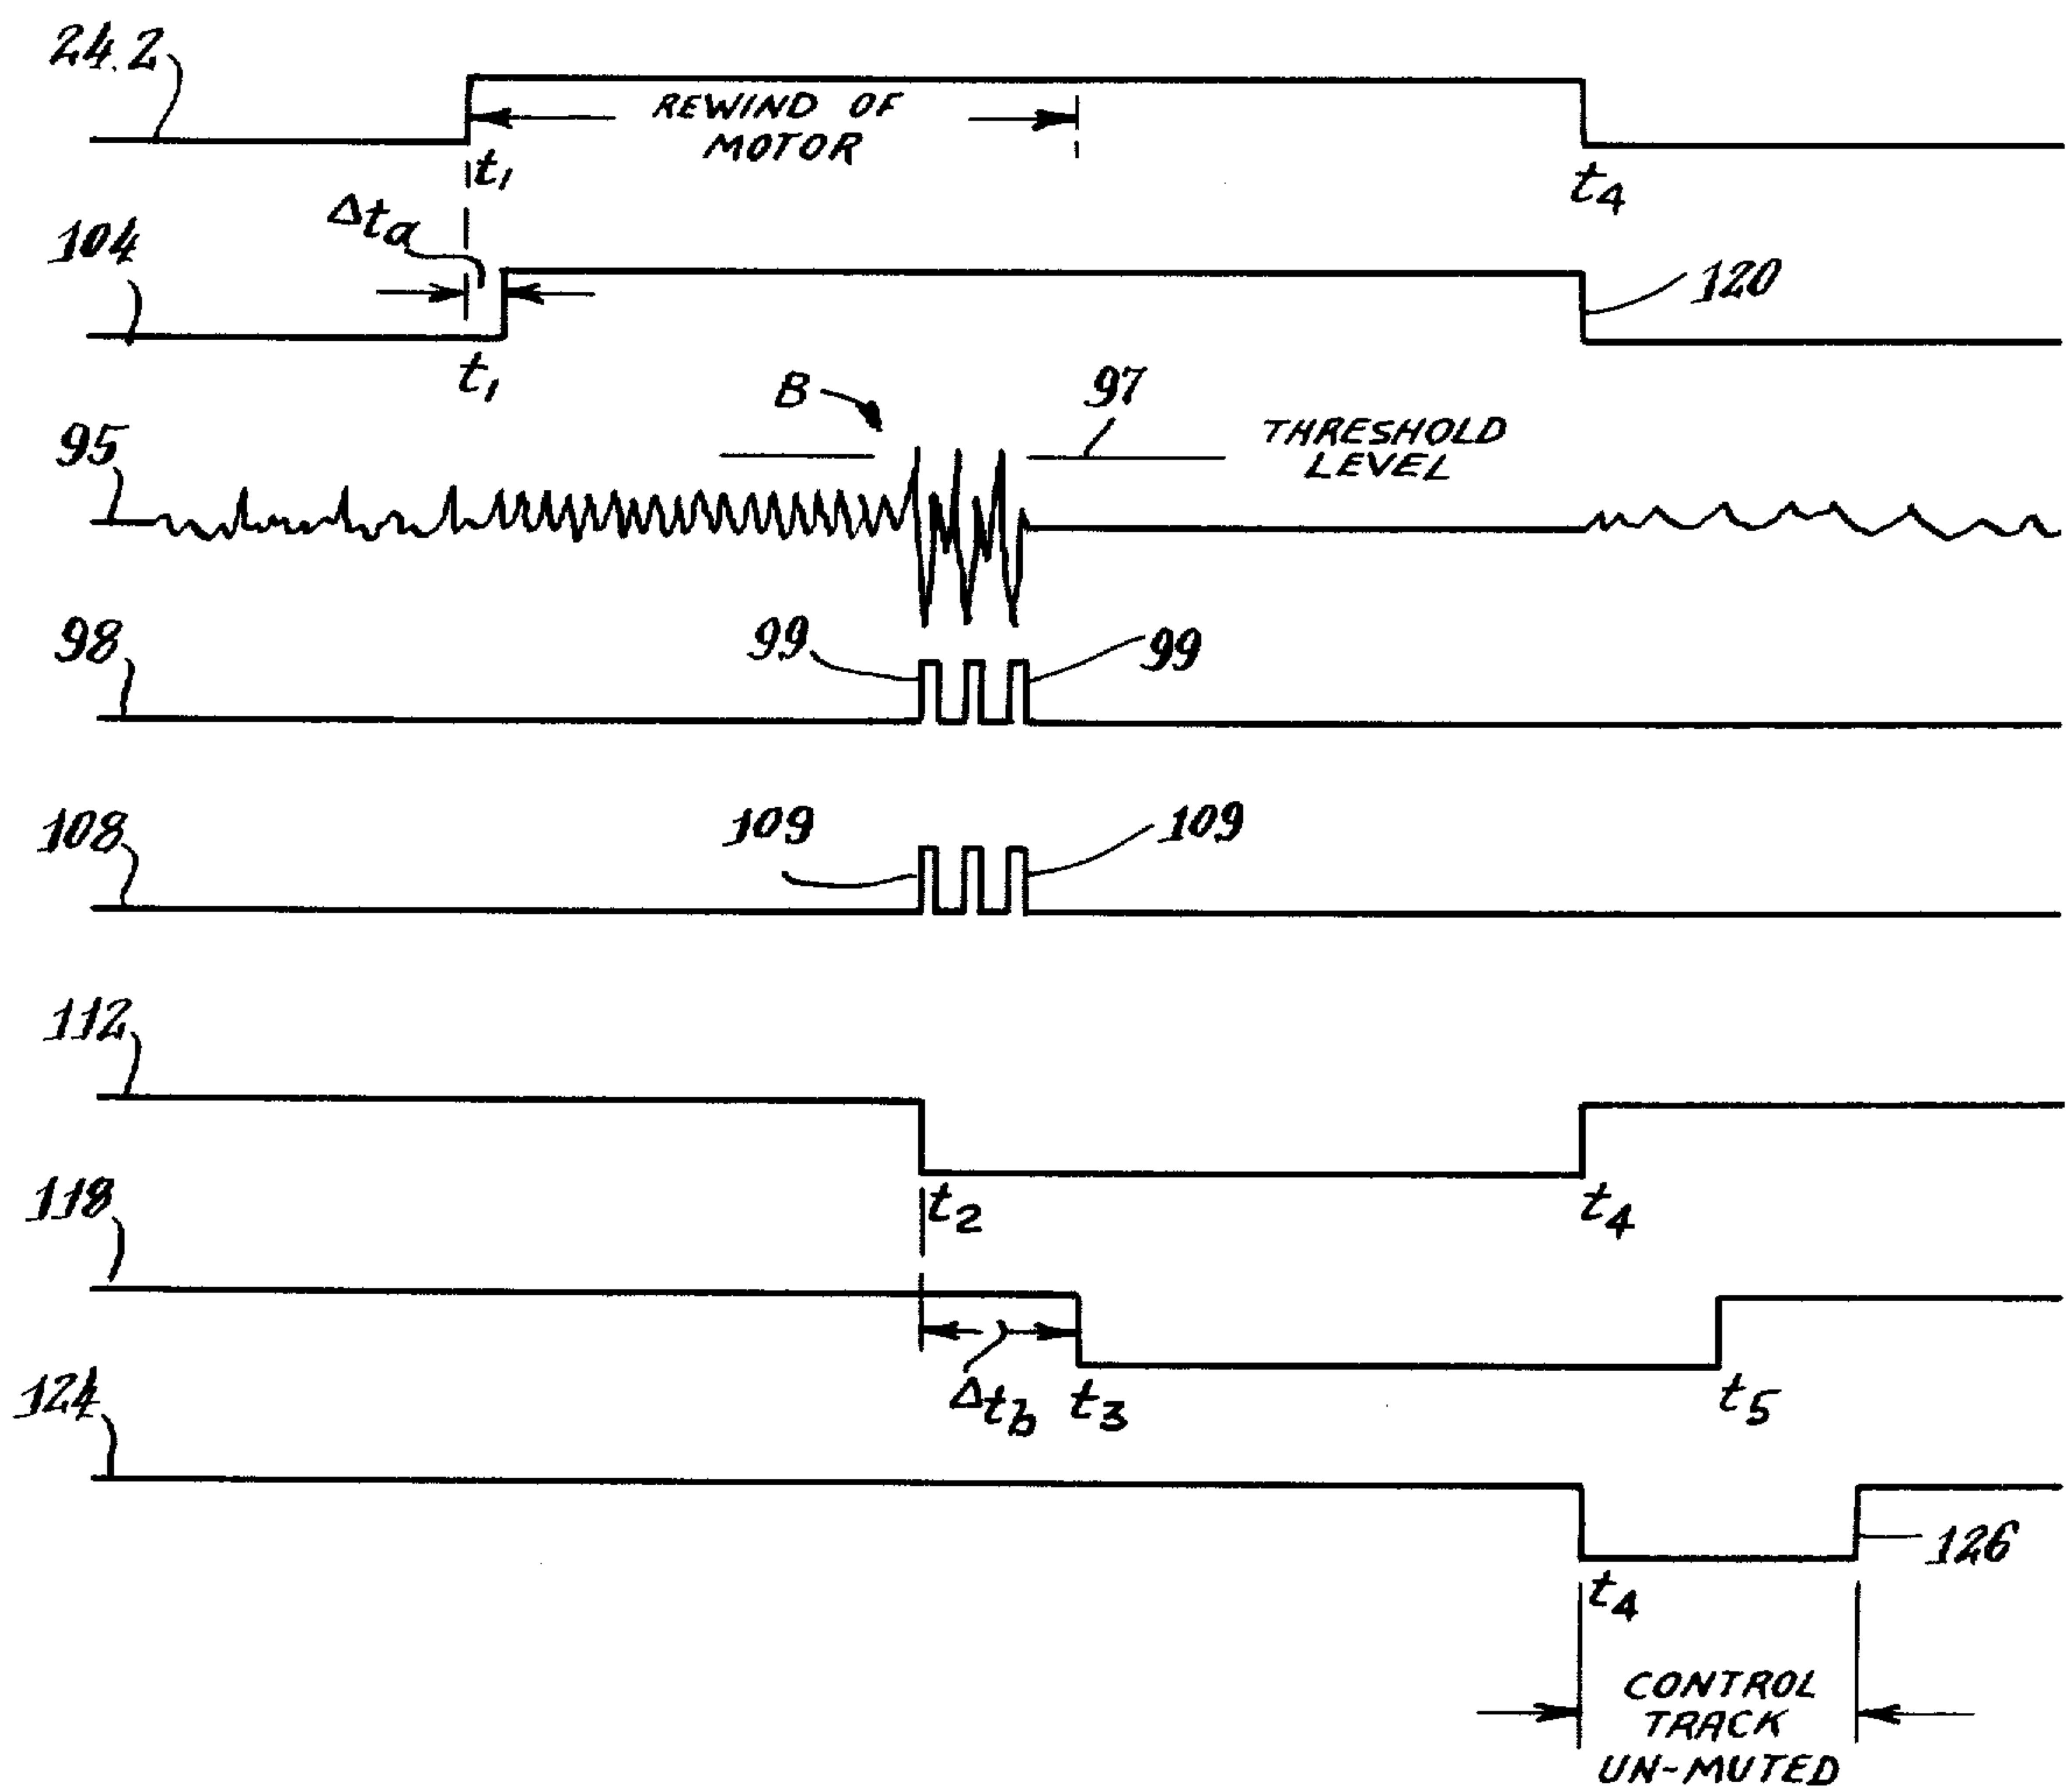 24.2
REWIND OF
MOTOR
t1
t4
Δta
104
120
t1
B
97
THRESHOLD
LEVEL
95
98
99
99
108
109
109
112
t2
t4
118
Δtb
t3
t5
124
126
t4
CONTROL
TRACK
UN-MUTED